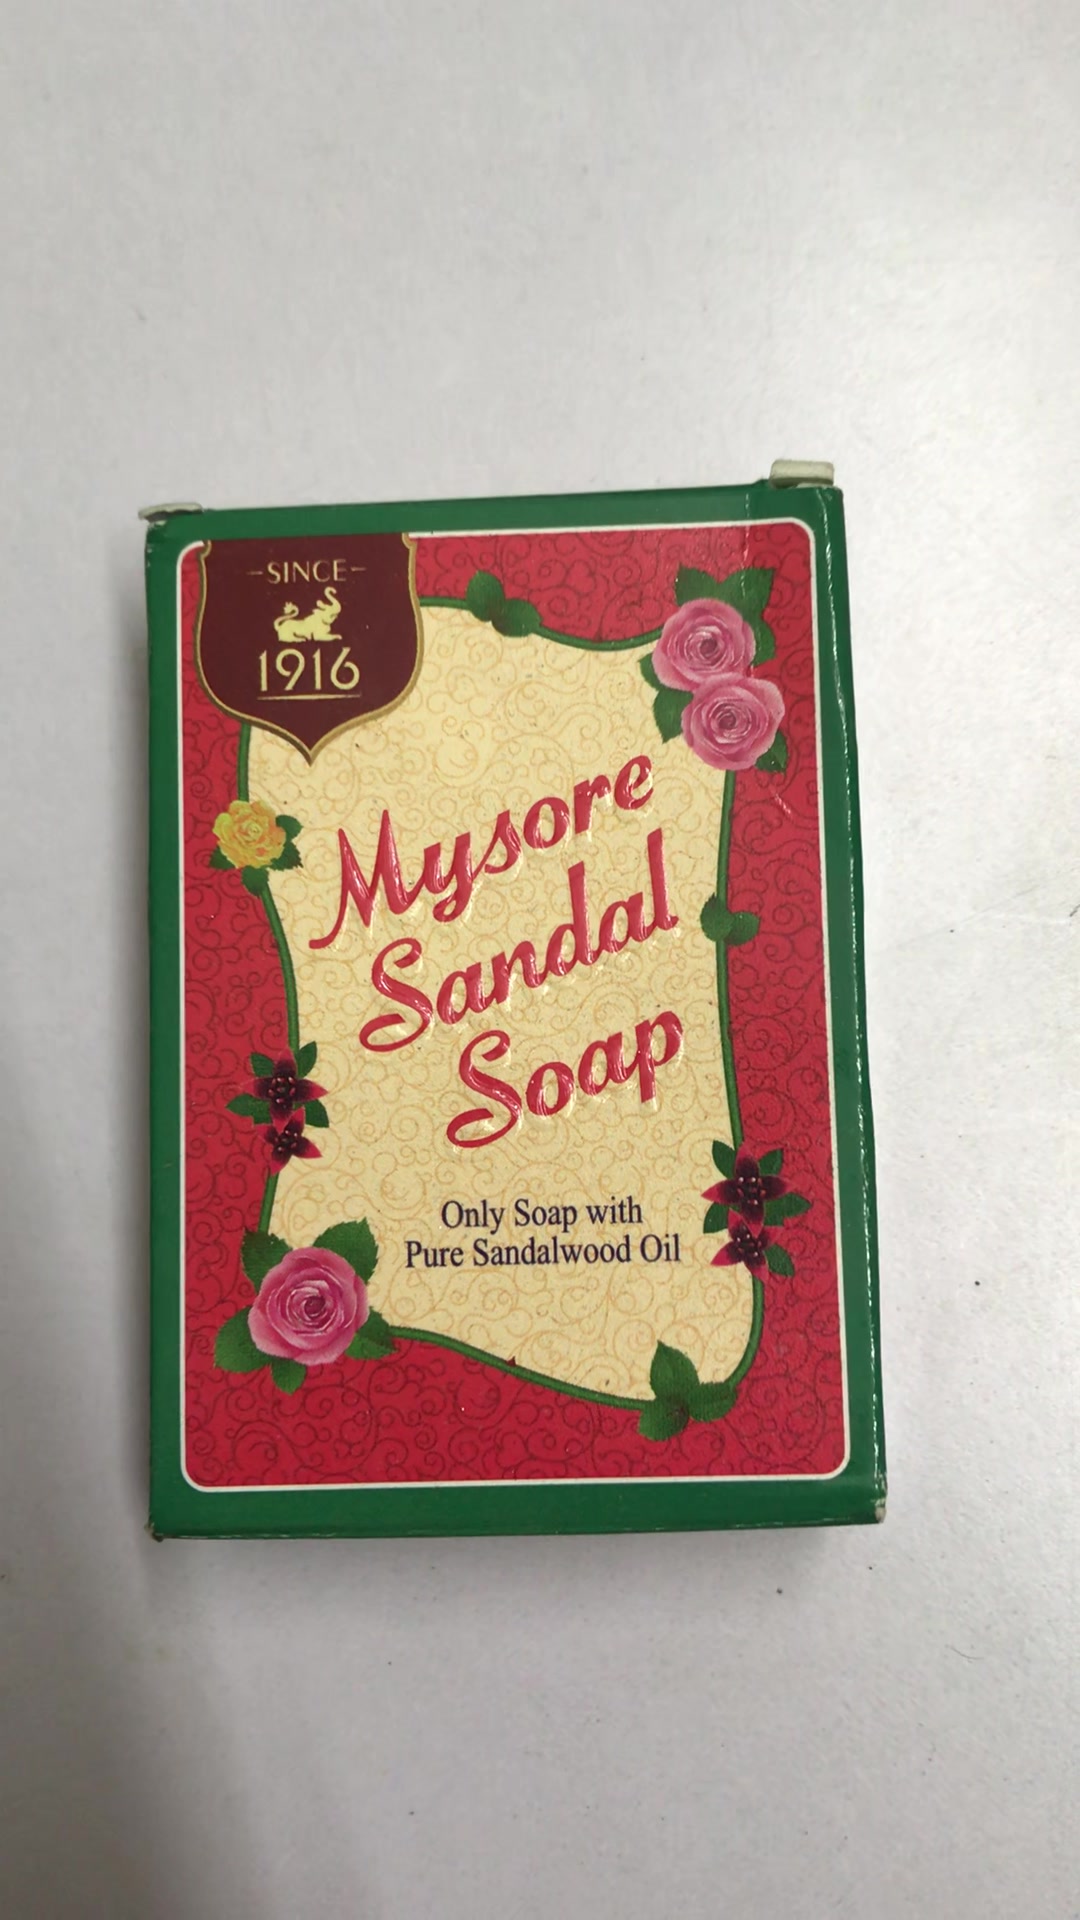 -SINCE-
1916
Mysore
Sandal
Soap
Only Soap with
Pure Sandalwood Oil